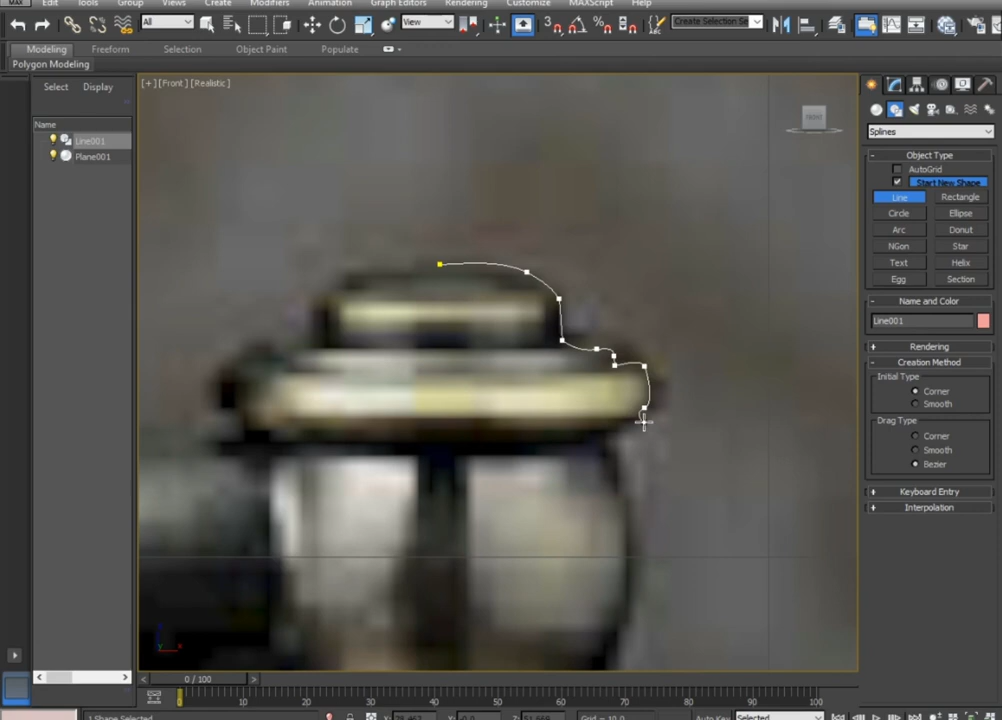 MAX Edit Tools Group Views Create Modifiers Animation Graph Editors Rendering Customize MAXScript Help
All View Create Selection Se
Modeling Freeform Selection Object Paint Populate
Polygon Modeling
Select Display
Name
Line001
Plane001
[+] [Front] [Realistic]
FRONT
Splines
- Object Type
AutoGrid
Start New Shape
Line Rectangle
Circle Ellipse
Arc Donut
NGon Star
Text Helix
Egg Section
- Name and Color
Line001
+ Rendering
- Creation Method
Initial Type
Corner
Smooth
Drag Type
Corner
Smooth
Bezier
+ Keyboard Entry
+ Interpolation
z
y x
< 0 / 100 >
0 10 20 30 40 50 60 70 80 90 100
1 Shape Selected X: Y: Z: Grid = 10.0 Auto Key Selected